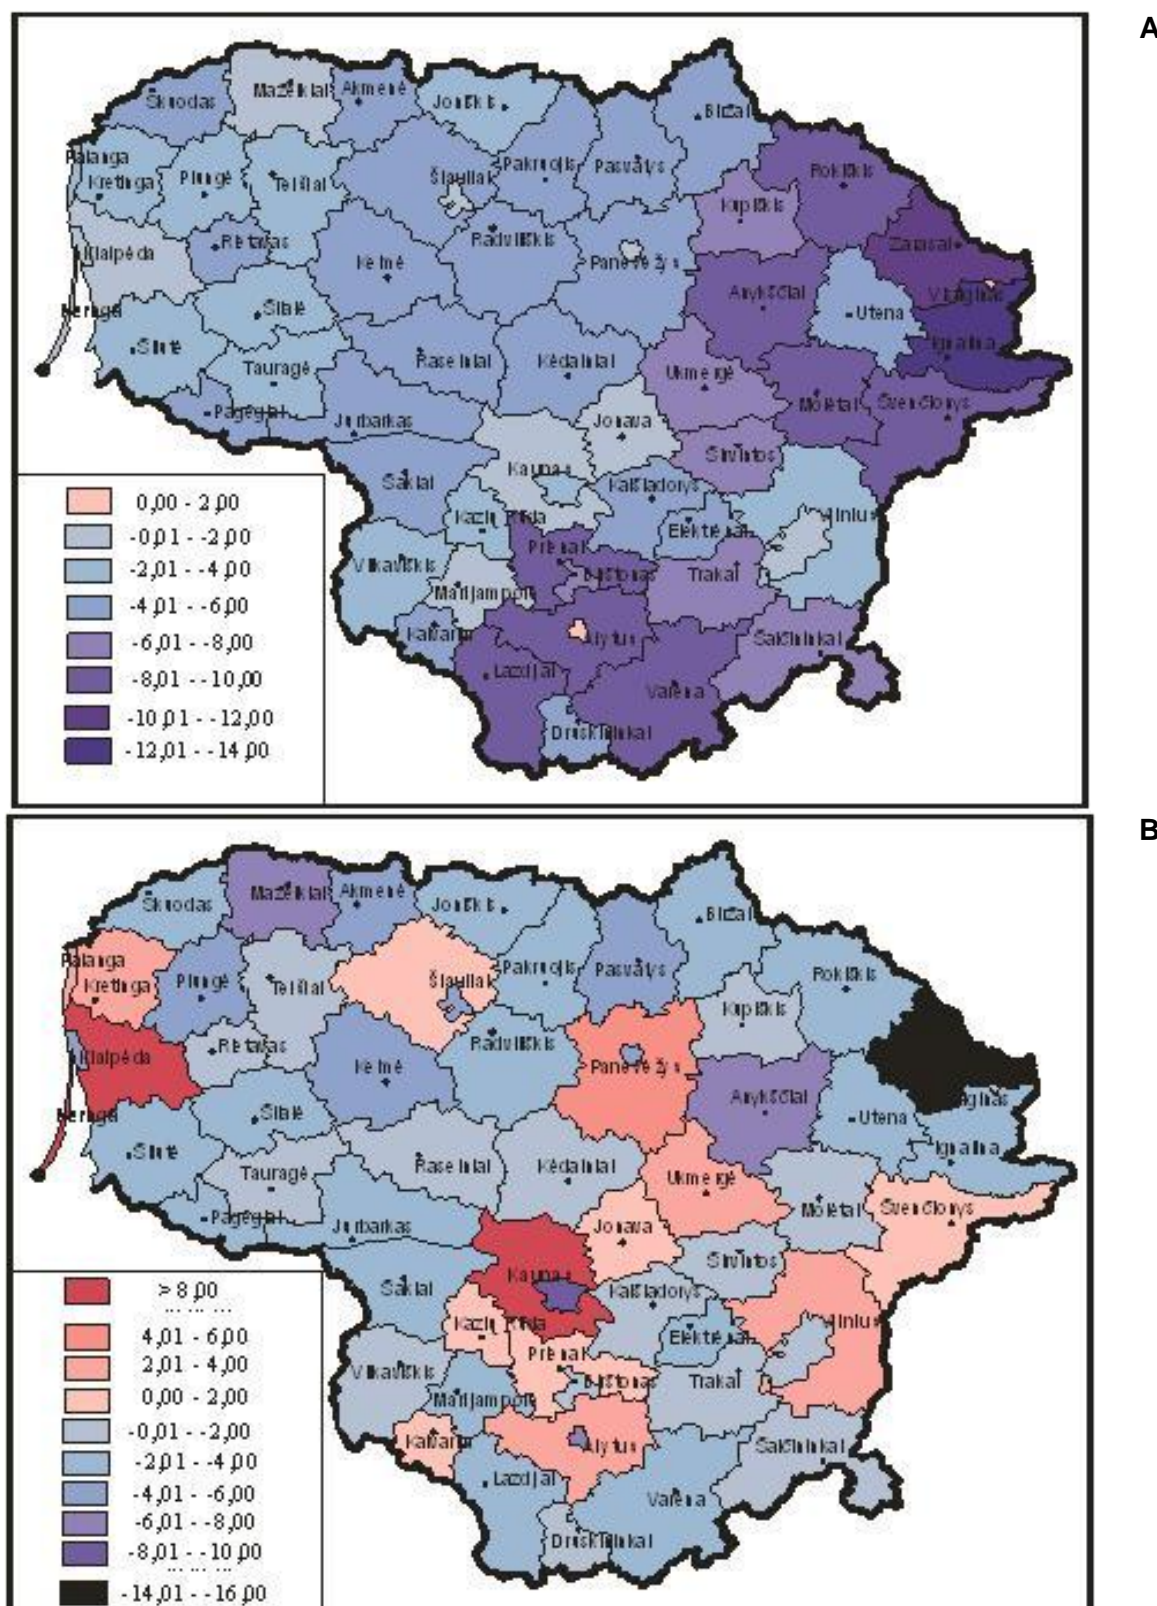 A
Skuodas
Mažeikiai
Akmenė
Joniškis
Biržai
Palanga
Kretinga
Plungė
Telšiai
Šiauliai
Pakruojis
Pasvalys
Rokiškis
Kupiškis
Klaipėda
Rietavas
Kelmė
Radviliškis
Panevėžys
Zarasai
Anykščiai
Visaginas
Neringa
Šilutė
Šilalė
Utena
Ignalina
Tauragė
Raseiniai
Kėdainiai
Ukmergė
Molėtai
Švenčionys
Pagėgiai
Jurbarkas
Jonava
Šakiai
Kaunas
Širvintos
Kaišiadorys
Kazlų Rūda
Elektrėnai
Vilnius
Vilkaviškis
Prienai
Birštonas
Trakai
Marijampolė
Kalvarija
Alytus
Šalčininkai
Lazdijai
Varėna
Druskininkai
0,00 - 2,00
-0,01 - -2,00
-2,01 - -4,00
-4,01 - -6,00
-6,01 - -8,00
-8,01 - -10,00
-10,01 - -12,00
-12,01 - -14,00
B
Skuodas
Mažeikiai
Akmenė
Joniškis
Biržai
Palanga
Kretinga
Plungė
Telšiai
Šiauliai
Pakruojis
Pasvalys
Rokiškis
Kupiškis
Klaipėda
Rietavas
Kelmė
Radviliškis
Panevėžys
Anykščiai
Neringa
Šilutė
Šilalė
Utena
Ignalina
Tauragė
Raseiniai
Kėdainiai
Ukmergė
Molėtai
Švenčionys
Pagėgiai
Jurbarkas
Jonava
Šakiai
Kaunas
Širvintos
Kaišiadorys
Kazlų Rūda
Elektrėnai
Vilnius
Vilkaviškis
Prienai
Birštonas
Trakai
Marijampolė
Kalvarija
Alytus
Šalčininkai
Lazdijai
Varėna
Druskininkai
> 8,00
... ... ...
4,01 - 6,00
2,01 - 4,00
0,00 - 2,00
-0,01 - -2,00
-2,01 - -4,00
-4,01 - -6,00
-6,01 - -8,00
-8,01 - -10,00
... ... ...
-14,01 - -16,00